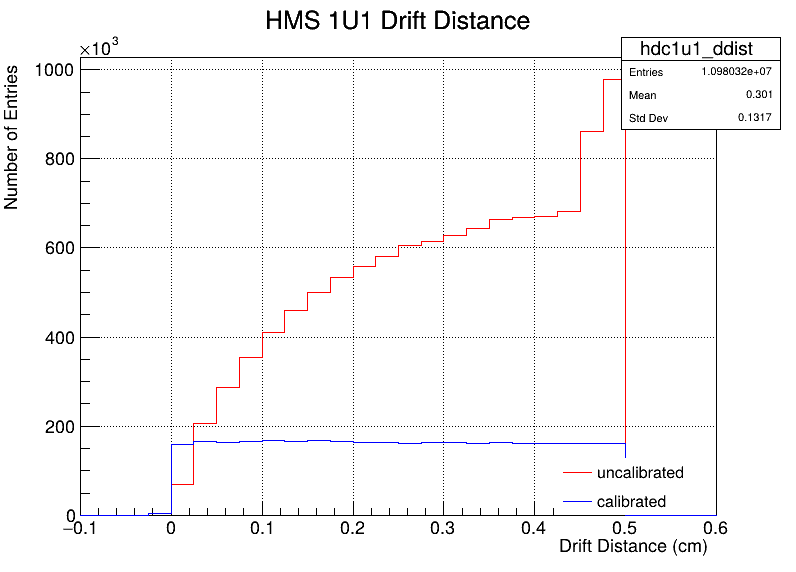 HMS 1U1 Drift Distance
×10³
hdc1u1_ddist
Entries 1.098032e+07
Mean 0.301
Std Dev 0.1317
Number of Entries
1000
800
600
400
200
0
uncalibrated
calibrated
−0.1 0 0.1 0.2 0.3 0.4 0.5 0.6
Drift Distance (cm)